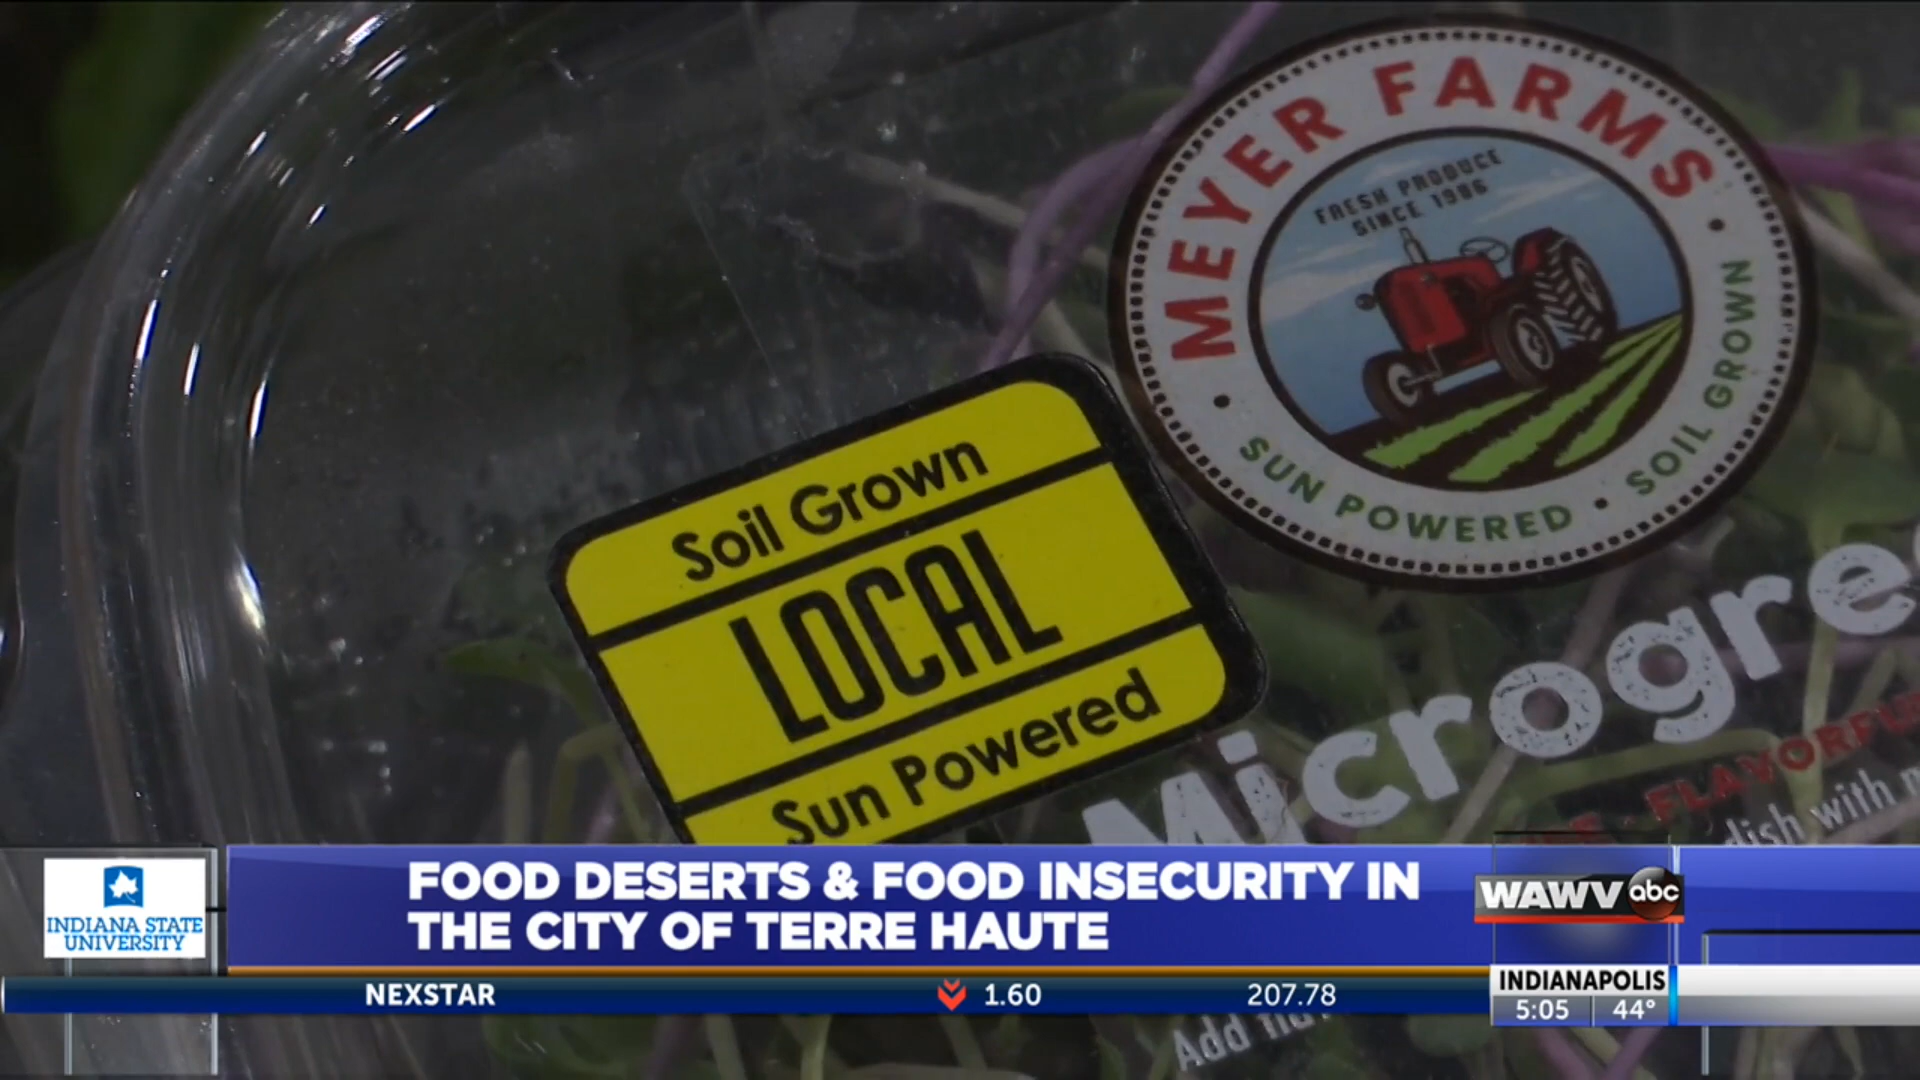 MEYER FARMS
FRESH PRODUCE
SINCE 1986
• SUN POWERED • SOIL GROWN •
Soil Grown
LOCAL
Sun Powered
FLAVORFU
dish with
Add
FOOD DESERTS & FOOD INSECURITY IN
THE CITY OF TERRE HAUTE
INDIANA STATE
UNIVERSITY
WAWV abc
NEXSTAR 1.60 207.78
INDIANAPOLIS
5:05 44°
Microgre